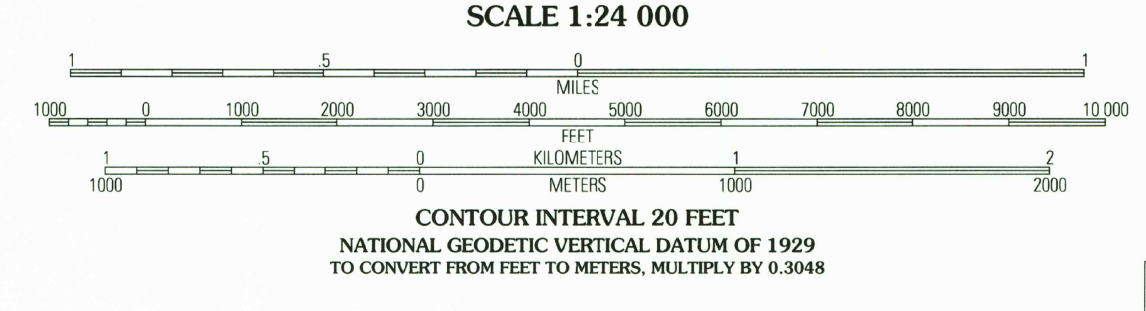 SCALE 1:24 000
1 .5 0 1
MILES
1000 0 1000 2000 3000 4000 5000 6000 7000 8000 9000 10 000
FEET
1 .5 0 KILOMETERS 1 2
1000 0 METERS 1000 2000
CONTOUR INTERVAL 20 FEET
NATIONAL GEODETIC VERTICAL DATUM OF 1929
TO CONVERT FROM FEET TO METERS, MULTIPLY BY 0.3048